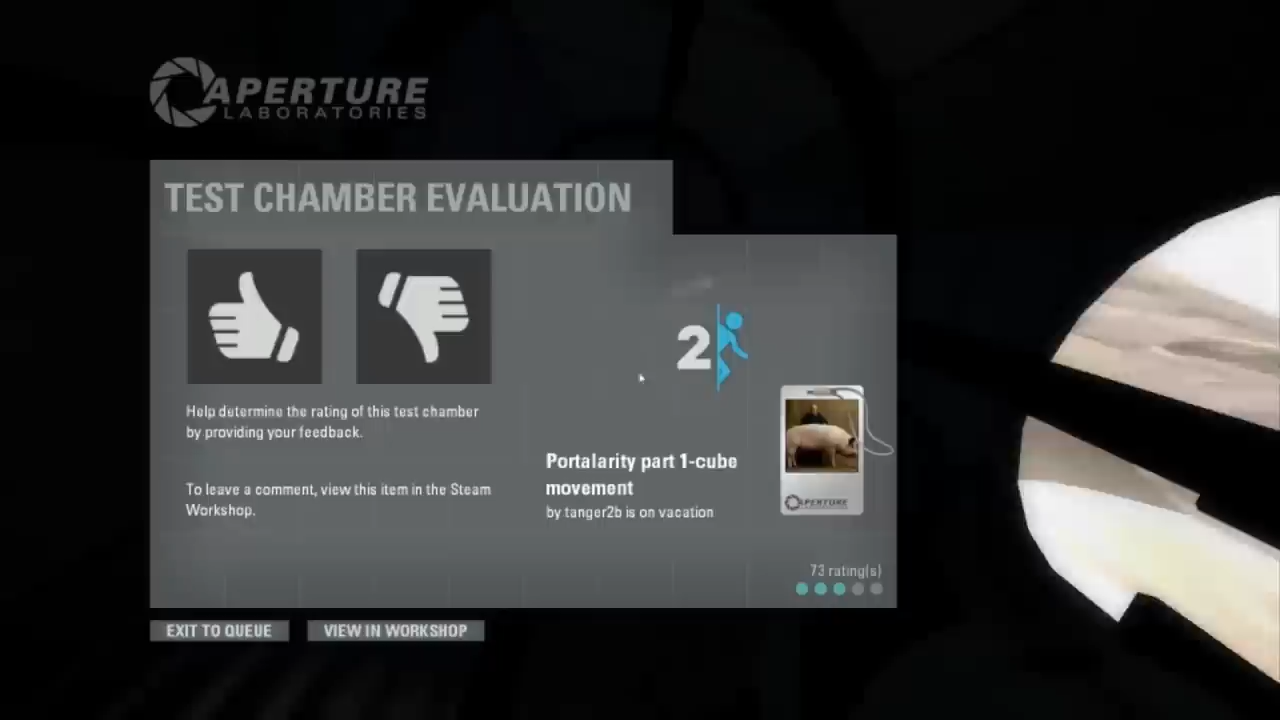 APERTURE
LABORATORIES
TEST CHAMBER EVALUATION
2
Help determine the rating of this test chamber
by providing your feedback.
To leave a comment, view this item in the Steam
Workshop.
Portalarity part 1-cube
movement
by tanger2b is on vacation
APERTURE
73 rating(s)
EXIT TO QUEUE
VIEW IN WORKSHOP